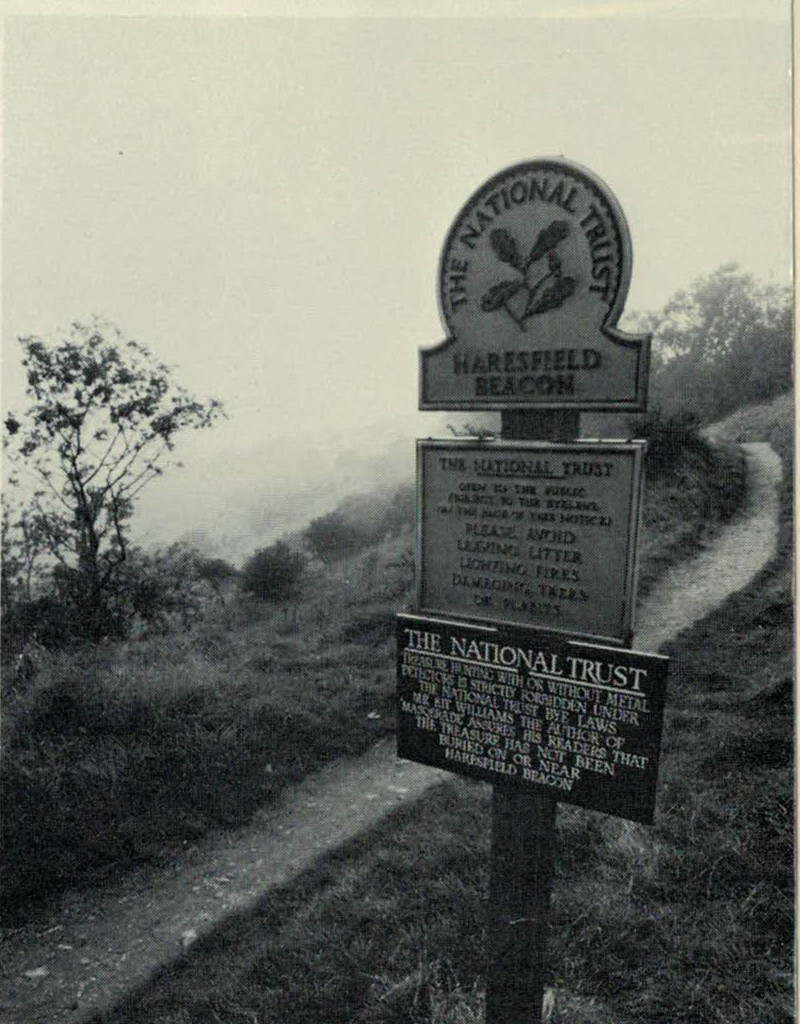 THE NATIONAL TRUST
HARESFIELD
BEACON
THE NATIONAL TRUST
OPEN TO THE PUBLIC
(SUBJECT TO THE BYELAWS
ON THE BACK OF THIS NOTICE)
PLEASE AVOID
LEAVING LITTER
LIGHTING FIRES
DAMAGING TREES
OR PLANTS
THE NATIONAL TRUST
TREASURE HUNTING WITH OR WITHOUT METAL
DETECTORS IS STRICTLY FORBIDDEN UNDER
THE NATIONAL TRUST BYE LAWS
MR KIT WILLIAMS THE AUTHOR OF
MASQUERADE ASSURES HIS READERS THAT
THE TREASURE HAS NOT BEEN
BURIED ON OR NEAR
HARESFIELD BEACON